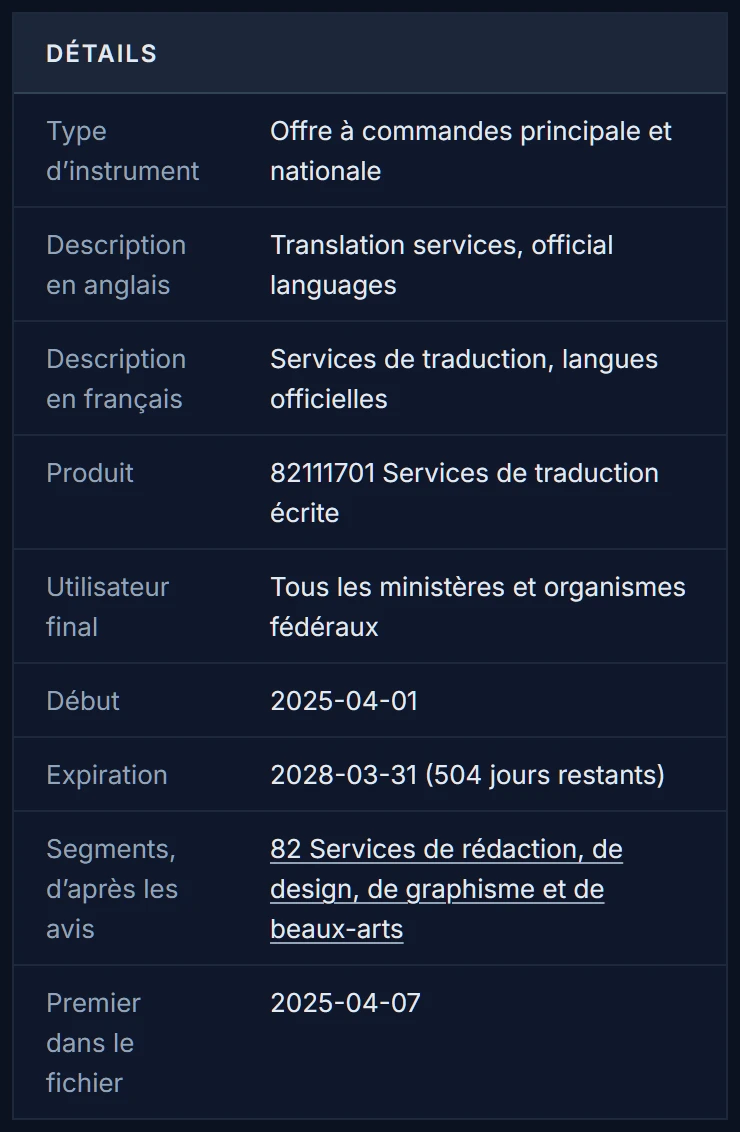 DÉTAILS
Type
d’instrument
Offre à commandes principale et
nationale
Description
en anglais
Translation services, official
languages
Description
en français
Services de traduction, langues
officielles
Produit
82111701 Services de traduction
écrite
Utilisateur
final
Tous les ministères et organismes
fédéraux
Début
2025-04-01
Expiration
2028-03-31 (504 jours restants)
Segments,
d’après les
avis
82 Services de rédaction, de
design, de graphisme et de
beaux-arts
Premier
dans le
fichier
2025-04-07